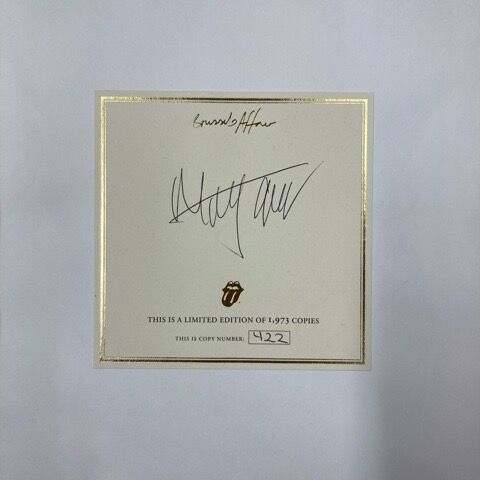 Brussels Affair
THIS IS A LIMITED EDITION OF 1,973 COPIES
THIS IS COPY NUMBER: 422